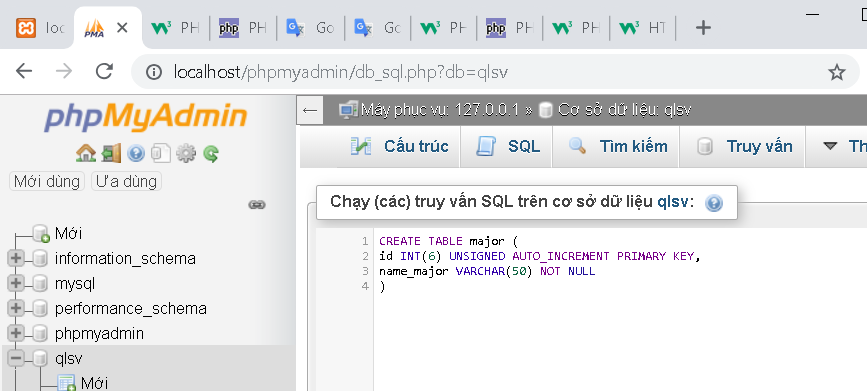 loc
PMA
PH
php PH
Go
Go
PH
php PH
PH
HT
localhost/phpmyadmin/db_sql.php?db=qlsv
phpMyAdmin
Máy phục vụ: 127.0.0.1 » Cơ sở dữ liệu: qlsv
Cấu trúc SQL Tìm kiếm Truy vấn Th
Mới dùng Ưa dùng
Chạy (các) truy vấn SQL trên cơ sở dữ liệu qlsv:
Mới
information_schema
mysql
performance_schema
phpmyadmin
qlsv
Mới
1 CREATE TABLE major (
2 id INT(6) UNSIGNED AUTO_INCREMENT PRIMARY KEY,
3 name_major VARCHAR(50) NOT NULL
4 )